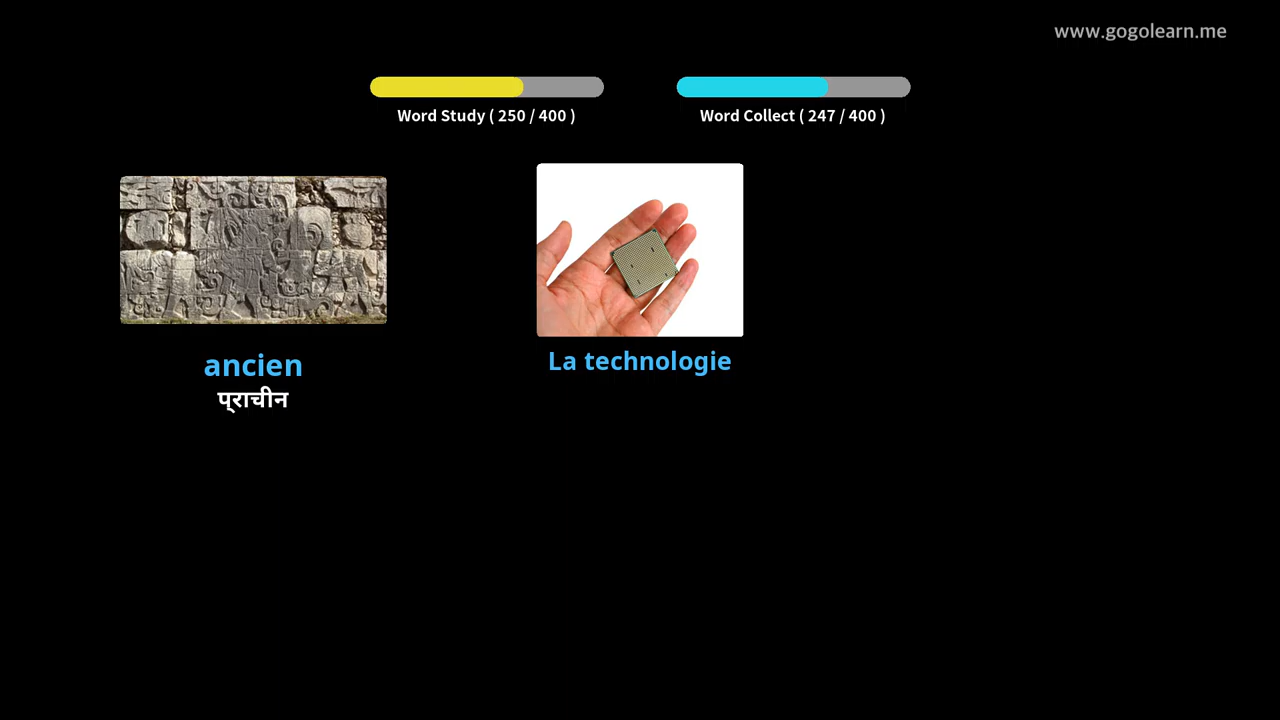 www.gogolearn.me
Word Study ( 250 / 400 )
Word Collect ( 247 / 400 )
ancien
प्राचीन
La technologie